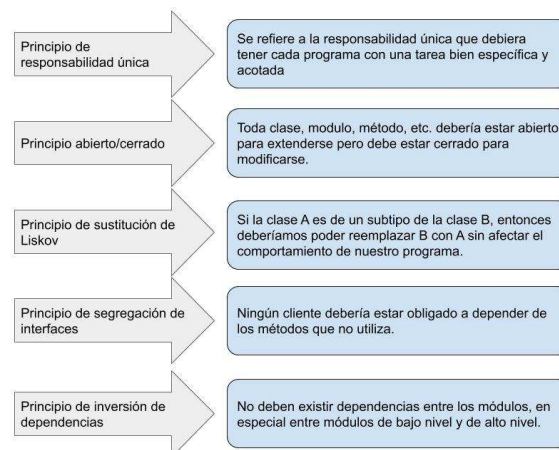 Principio de
responsabilidad única
Se refiere a la responsabilidad única que debiera
tener cada programa con una tarea bien específica y
acotada
Principio abierto/cerrado
Toda clase, modulo, método, etc. debería estar abierto
para extenderse pero debe estar cerrado para
modificarse.
Principio de sustitución de
Liskov
Si la clase A es de un subtipo de la clase B, entonces
deberíamos poder reemplazar B con A sin afectar el
comportamiento de nuestro programa.
Principio de segregación de
interfaces
Ningún cliente debería estar obligado a depender de
los métodos que no utiliza.
Principio de inversión de
dependencias
No deben existir dependencias entre los módulos, en
especial entre módulos de bajo nivel y de alto nivel.